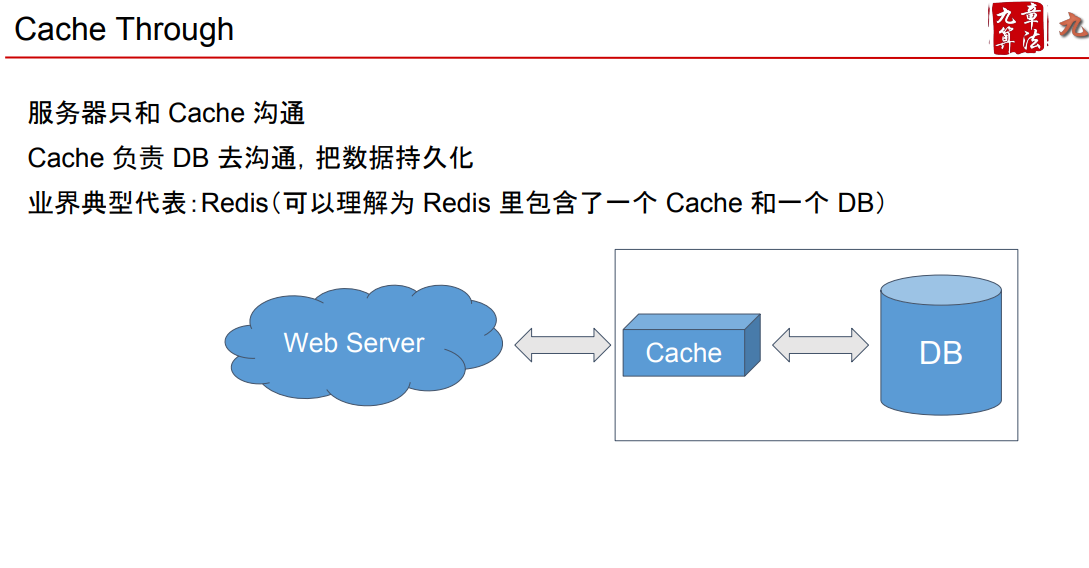 Cache Through
九章
算法
九
服务器只和 Cache 沟通
Cache 负责 DB 去沟通，把数据持久化
业界典型代表：Redis（可以理解为 Redis 里包含了一个 Cache 和一个 DB）
Web Server
Cache
DB